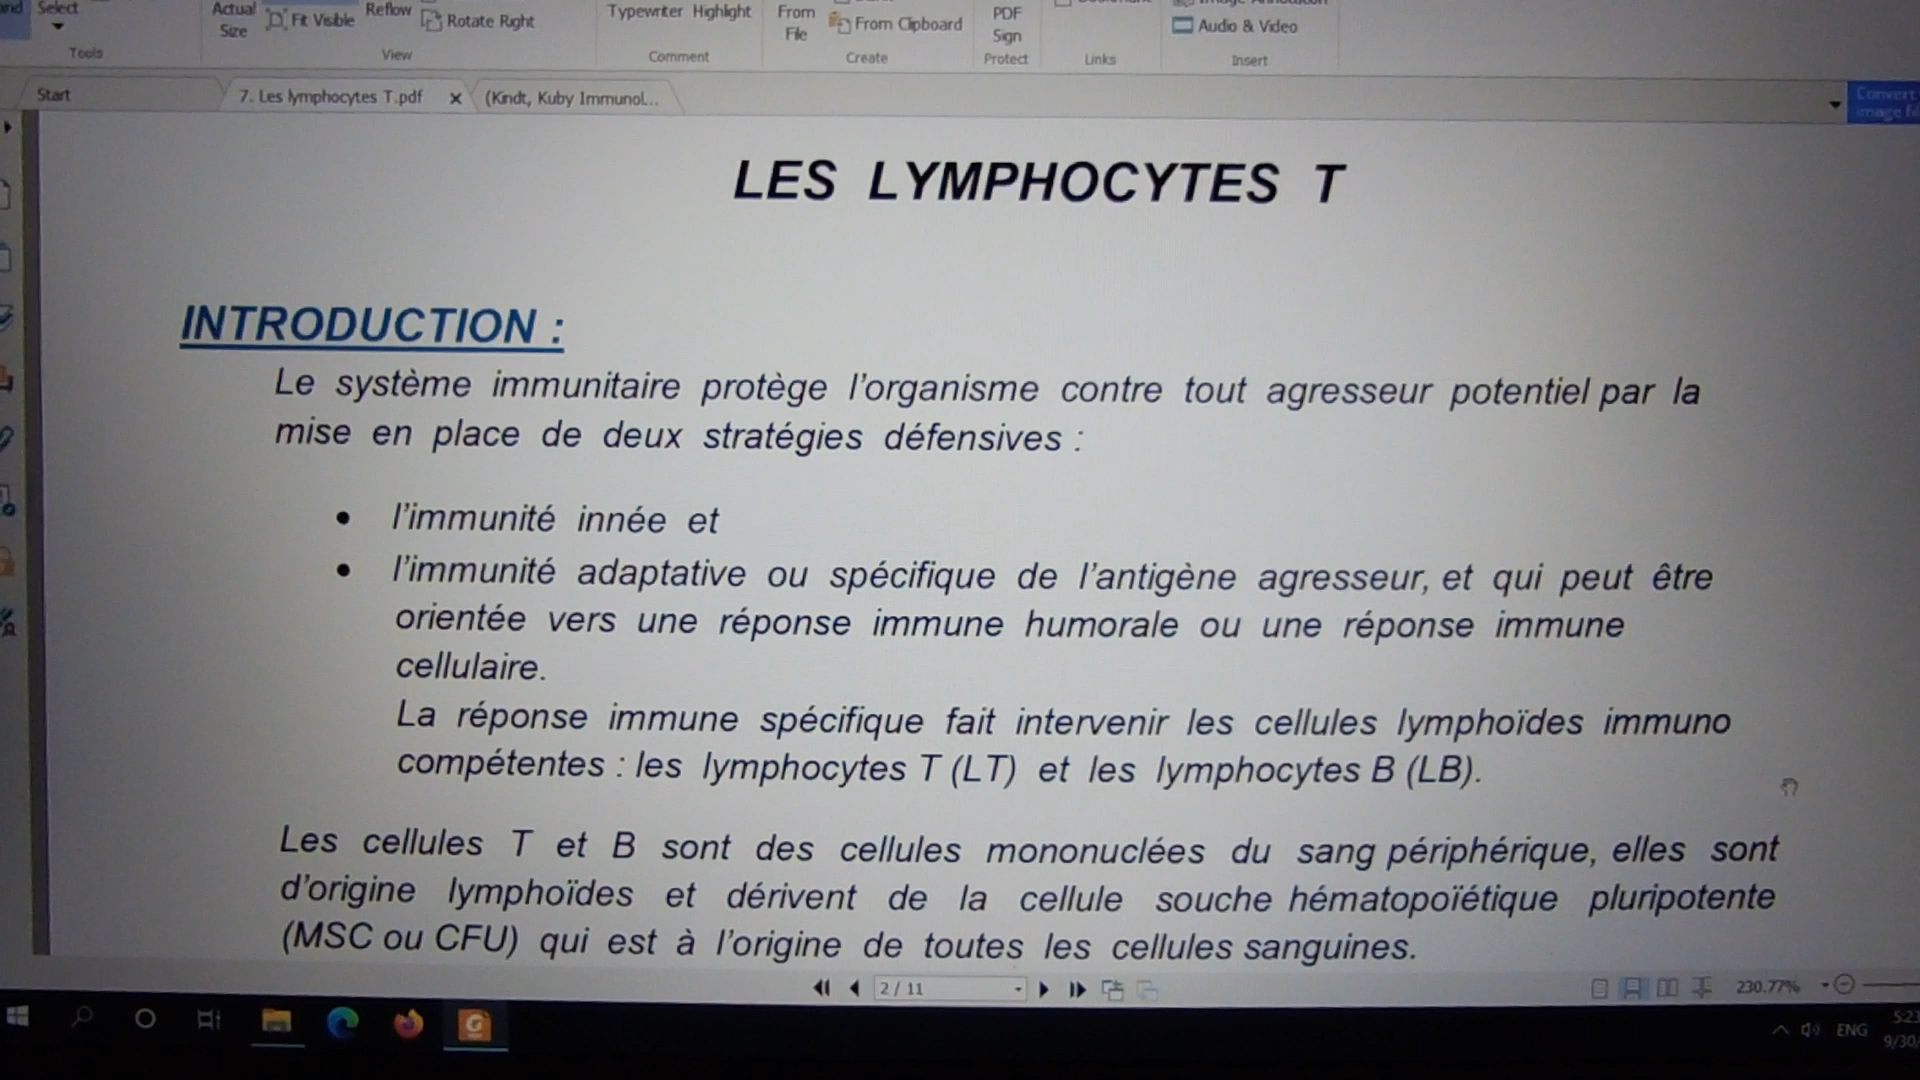 Select
Actual
Size
Fit Visible
Reflow
Rotate Right
Tools
View
Typewriter Highlight
Comment
From
File
From Clipboard
Create
PDF
Sign
Protect
Links
Audio & Video
Insert
Start
7. Les lymphocytes T.pdf
(Kindt, Kuby Immunol...
Convert
image
LES LYMPHOCYTES T
INTRODUCTION :
Le système immunitaire protège l'organisme contre tout agresseur potentiel par la
mise en place de deux stratégies défensives :
• l'immunité innée et
• l'immunité adaptative ou spécifique de l'antigène agresseur, et qui peut être
orientée vers une réponse immune humorale ou une réponse immune
cellulaire.
La réponse immune spécifique fait intervenir les cellules lymphoïdes immuno
compétentes : les lymphocytes T (LT) et les lymphocytes B (LB).
Les cellules T et B sont des cellules mononuclées du sang périphérique, elles sont
d'origine lymphoïdes et dérivent de la cellule souche hématopoïétique pluripotente
(MSC ou CFU) qui est à l'origine de toutes les cellules sanguines.
2 / 11
230.77%
ENG
5:23
9/30/